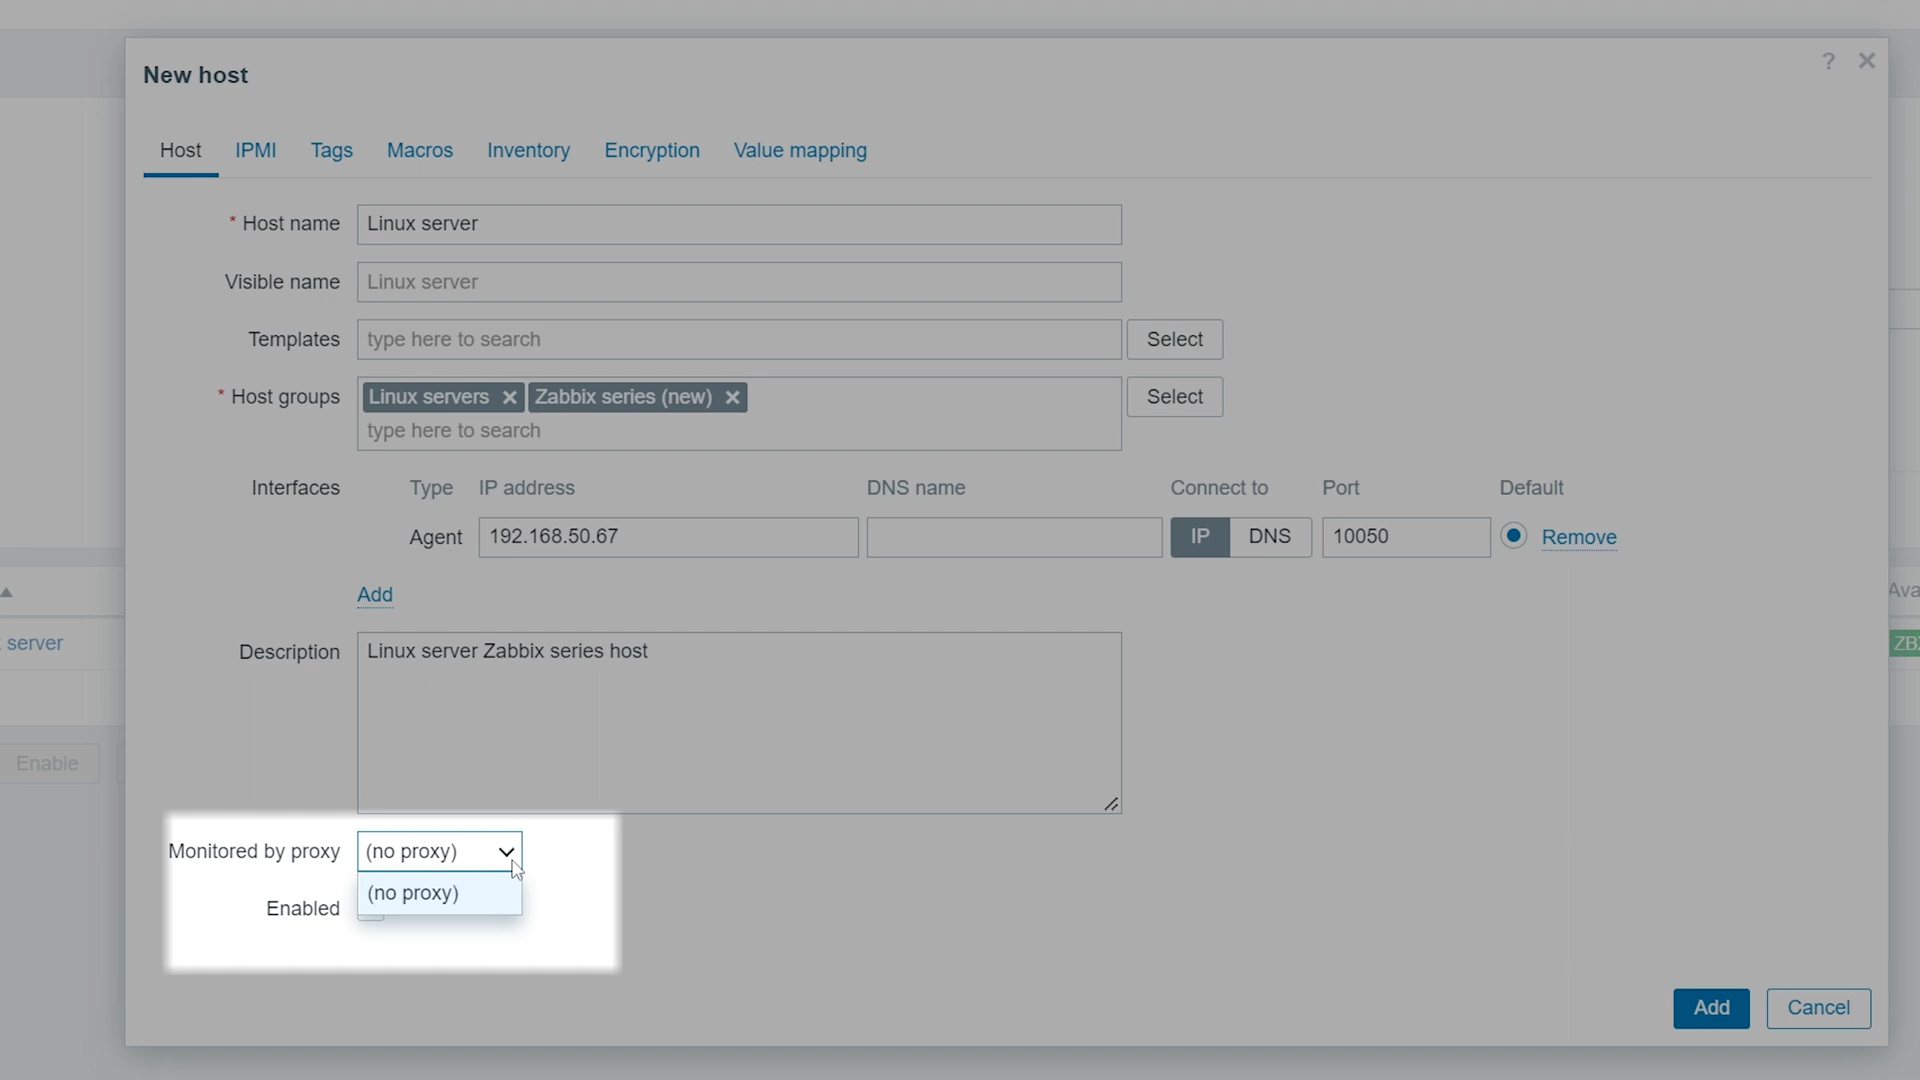 New host
?
Host IPMI Tags Macros Inventory Encryption Value mapping
* Host name Linux server
Visible name Linux server
Templates type here to search Select
* Host groups Linux servers Zabbix series (new) Select
type here to search
Interfaces Type IP address DNS name Connect to Port Default
Agent 192.168.50.67 IP DNS 10050 Remove
Add
Description Linux server Zabbix series host
server
Enable
Monitored by proxy (no proxy)
(no proxy)
Enabled
Add Cancel